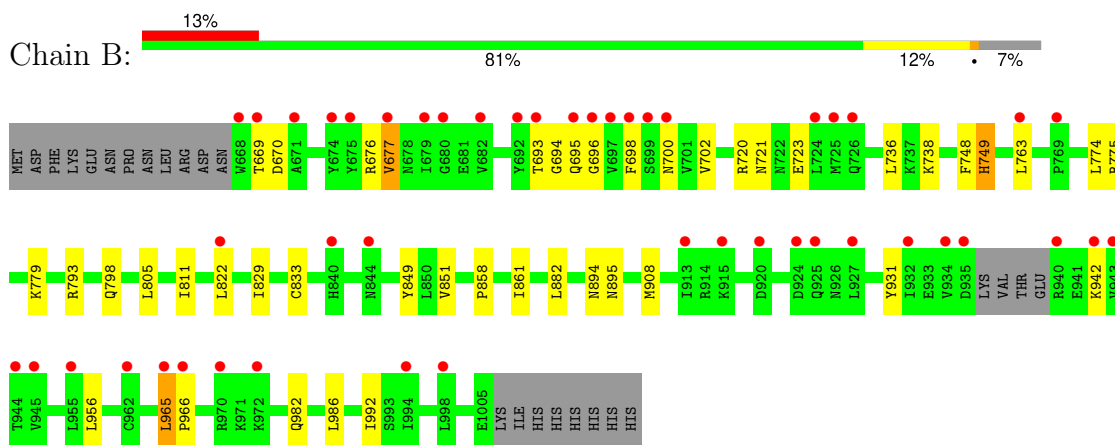 13%
Chain B:
81% 12% • 7%
MET ASP PHE LYS GLU ASN PRO ASN LEU ARG ASP ASN W668 T669 D670 A671 Y674 Y675 R676 V677 N678 I679 G680 E681 V682 Y692 T693 G694 Q695 G696 V697 F698 S699 N700 V701 V702 R720 N721 N722 E723 L724 M725 Q726 L736 K737 K738 F748 H749 L763 P769 L774 R775
K779 R793 Q798 L805 I811 L822 I829 C833 H840 N844 Y849 L850 V851 P858 I861 L882 N894 N895 M908 I913 R914 K915 D920 D924 Q925 N926 L927 Y931 I932 E933 V934 D935 LYS VAL THR GLU R940 E941 K942 V943
T944 V945 L955 L956 C962 L965 P966 R970 K971 K972 Q982 L986 I992 S993 I994 L998 E1005 LYS ILE HIS HIS HIS HIS HIS HIS